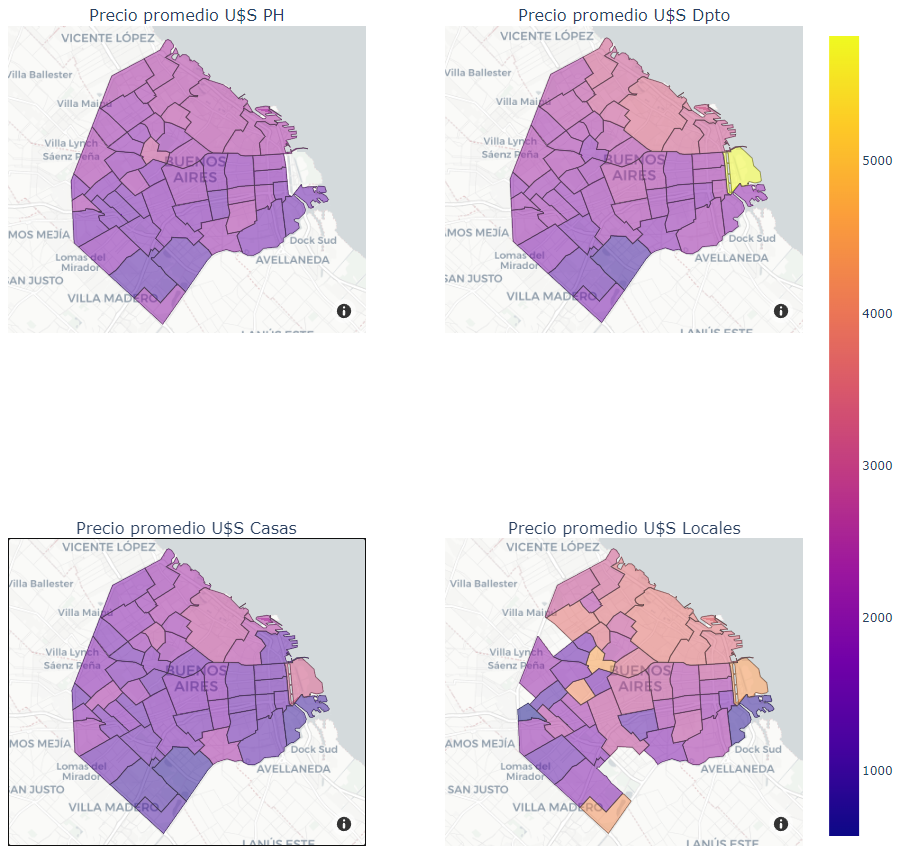 Precio promedio U$S PH
VICENTE LÓPEZ
Villa Ballester
Villa Maipú
Villa Lynch
Sáenz Peña
BUENOS
AIRES
AMOS MEJÍA
Lomas del
Mirador
SAN JUSTO
VILLA MADERO
Dock Sud
AVELLANEDA
LANÚS ESTE
Precio promedio U$S Dpto
VICENTE LÓPEZ
Villa Ballester
Villa Maipú
Villa Lynch
Sáenz Peña
BUENOS
AIRES
AMOS MEJÍA
Lomas del
Mirador
SAN JUSTO
VILLA MADERO
Dock Sud
AVELLANEDA
LANÚS ESTE
5000
4000
3000
2000
1000
Precio promedio U$S Casas
VICENTE LÓPEZ
Villa Ballester
Villa Maipú
Villa Lynch
Sáenz Peña
BUENOS
AIRES
AMOS MEJÍA
Lomas del
Mirador
SAN JUSTO
VILLA MADERO
Dock Sud
AVELLANEDA
LANÚS ESTE
Precio promedio U$S Locales
VICENTE LÓPEZ
Villa Ballester
Villa Maipú
Villa Lynch
Sáenz Peña
BUENOS
AIRES
AMOS MEJÍA
Lomas del
Mirador
SAN JUSTO
VILLA MADERO
Dock Sud
AVELLANEDA
LANÚS ESTE